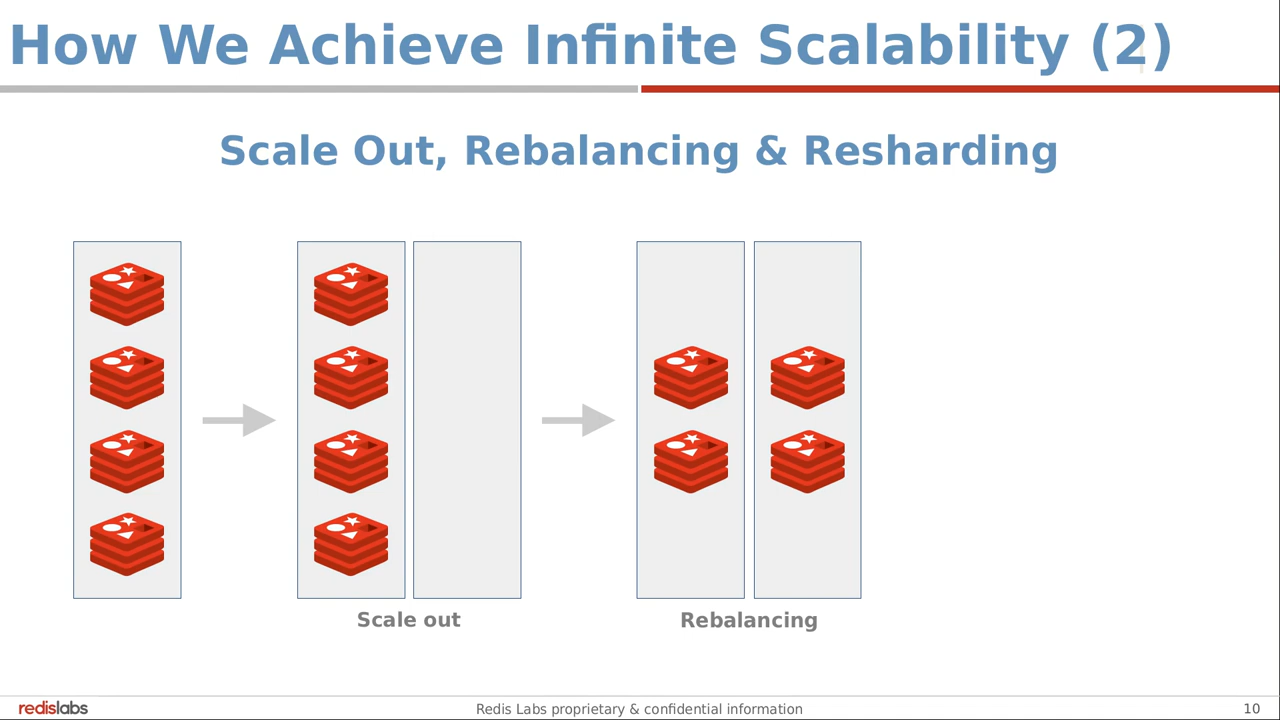 How We Achieve Infinite Scalability (2)
Scale Out, Rebalancing & Resharding
Scale out
Rebalancing
redislabs
Redis Labs proprietary & confidential information
10